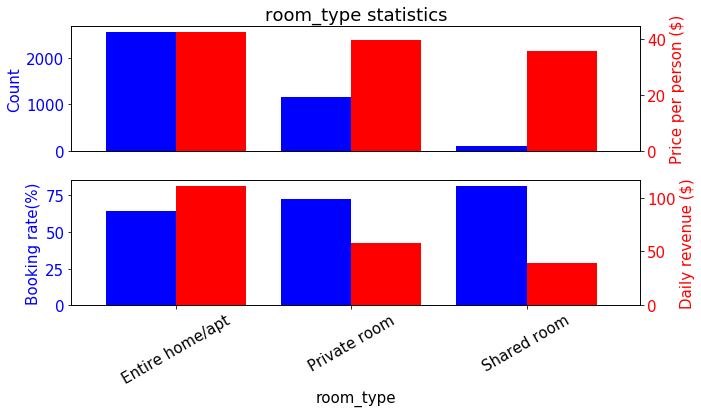 room_type statistics
Count
2000
1000
0
40
20
0
Price per person ($)
Booking rate(%)
75
50
25
0
100
50
0
Daily revenue ($)
Entire home/apt
Private room
Shared room
room_type